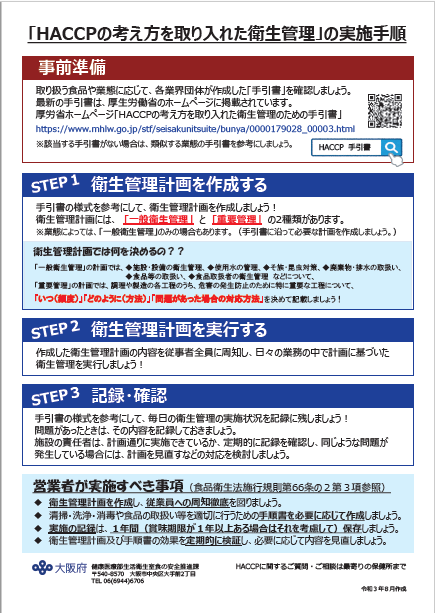 「HACCPの考え方を取り入れた衛生管理」の実施手順
事前準備
取り扱う食品や業態に応じて、各業界団体が作成した「手引書」を確認しましょう。
最新の手引書は、厚生労働省のホームページに掲載されています。
厚労省ホームページ「HACCPの考え方を取り入れた衛生管理のための手引書」
https://www.mhlw.go.jp/stf/seisakunitsuite/bunya/0000179028_00003.html
※該当する手引書がない場合は、類似する業態の手引書を参考にしましょう。
HACCP 手引書
STEP 1 衛生管理計画を作成する
手引書の様式を参考にして、衛生管理計画を作成しましょう！
衛生管理計画には、「一般衛生管理」と「重要管理」の2種類があります。
※業態によっては、「一般衛生管理」のみの場合もあります。（手引書に沿って必要な計画を作成しましょう。）
衛生管理計画では何を決めるの？？
「一般衛生管理」の計画では、◆施設・設備の衛生管理、◆使用水の管理、◆そ族・昆虫対策、◆廃棄物・排水の取扱い、
◆食品等の取扱い、◆食品取扱者の衛生管理 などについて、
「重要管理」の計画では、調理や製造の各工程のうち、危害の発生防止のために特に重要な工程について、
「いつ（頻度）」「どのように（方法）」「問題があった場合の対応方法」を決めて記載しましょう！
STEP 2 衛生管理計画を実行する
作成した衛生管理計画の内容を従事者全員に周知し、日々の業務の中で計画に基づいた
衛生管理を実行しましょう！
STEP 3 記録・確認
手引書の様式を参考にして、毎日の衛生管理の実施状況を記録に残しましょう！
問題があったときは、その内容を記録しておきましょう。
施設の責任者は、計画通りに実施できているか、定期的に記録を確認し、同じような問題が
発生している場合には、計画を見直すなどの対応を検討しましょう。
営業者が実施すべき事項（食品衛生法施行規則第66条の２第３項参照）
◆ 衛生管理計画を作成し、従業員への周知徹底を図りましょう。
◆ 清掃・洗浄・消毒や食品の取扱い等を適切に行うための手順書を必要に応じて作成しましょう。
◆ 実施の記録は、１年間（賞味期限が１年以上ある場合はそれを考慮して）保存しましょう。
◆ 衛生管理計画及び手順書の効果を定期的に検証し、必要に応じて内容を見直しましょう。
大阪府 健康医療部生活衛生室食の安全推進課
〒540-8570 大阪市中央区大手前2丁目
TEL 06(6944)6706
HACCPに関するご質問・ご相談は最寄りの保健所まで
令和３年８月作成